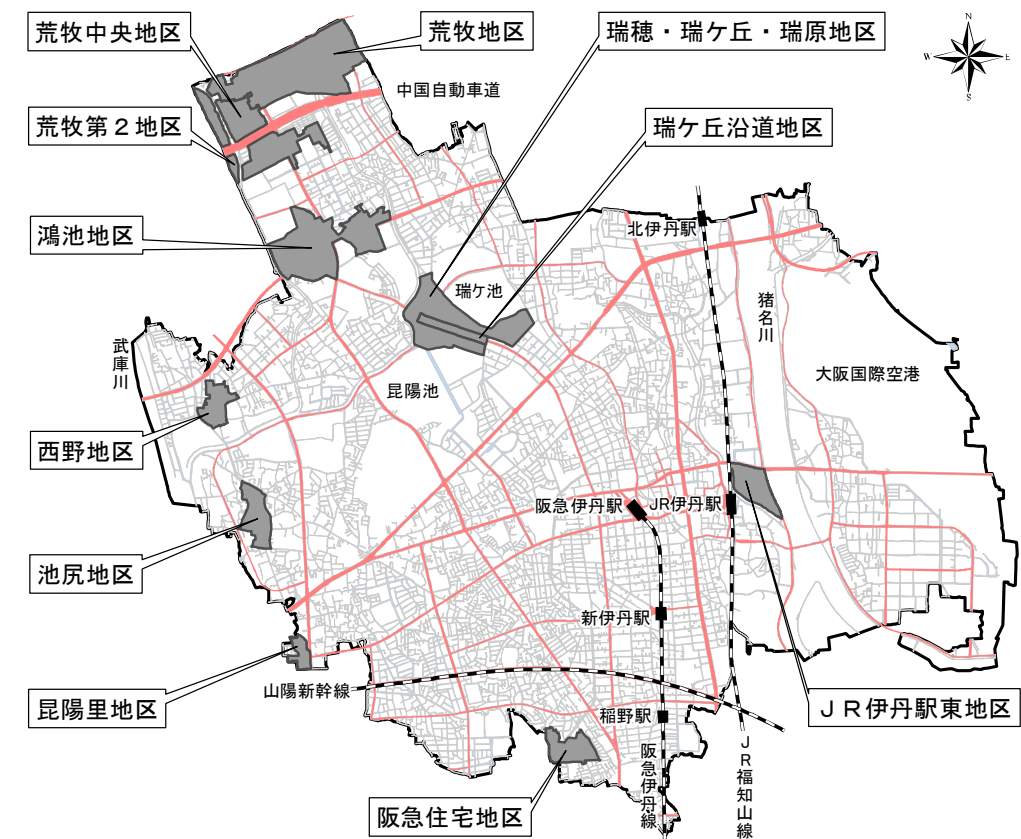 荒牧中央地区
荒牧地区
瑞穂・瑞ケ丘・瑞原地区
N
W
E
S
中国自動車道
荒牧第２地区
瑞ケ丘沿道地区
鴻池地区
北伊丹駅
瑞ケ池
猪名川
武庫川
昆陽池
大阪国際空港
西野地区
阪急伊丹駅
JR伊丹駅
池尻地区
新伊丹駅
昆陽里地区
山陽新幹線
稲野駅
ＪＲ伊丹駅東地区
阪急伊丹線
JR福知山線
阪急住宅地区